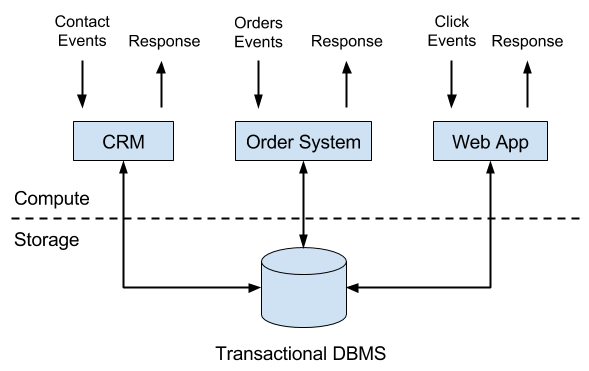 Contact
Events
Response
Orders
Events
Response
Click
Events
Response
CRM
Order System
Web App
Compute
Storage
Transactional DBMS